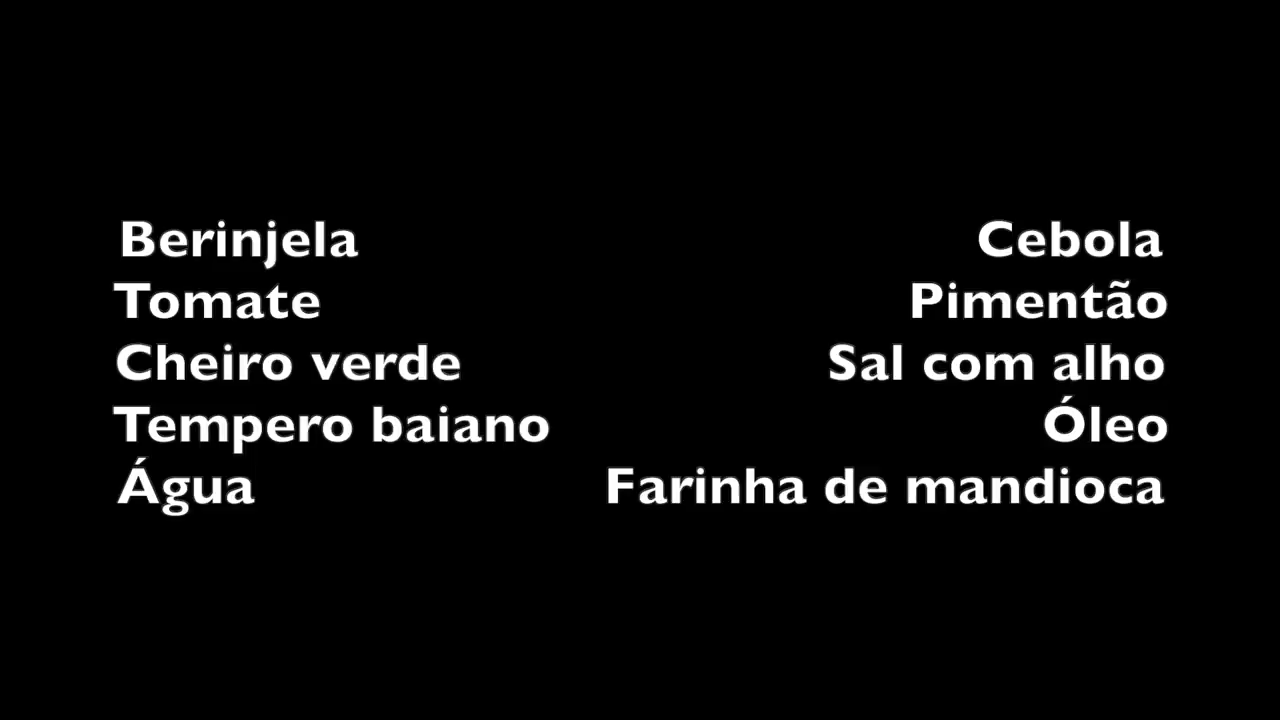 Berinjela Cebola
Tomate Pimentão
Cheiro verde Sal com alho
Tempero baiano Óleo
Água Farinha de mandioca